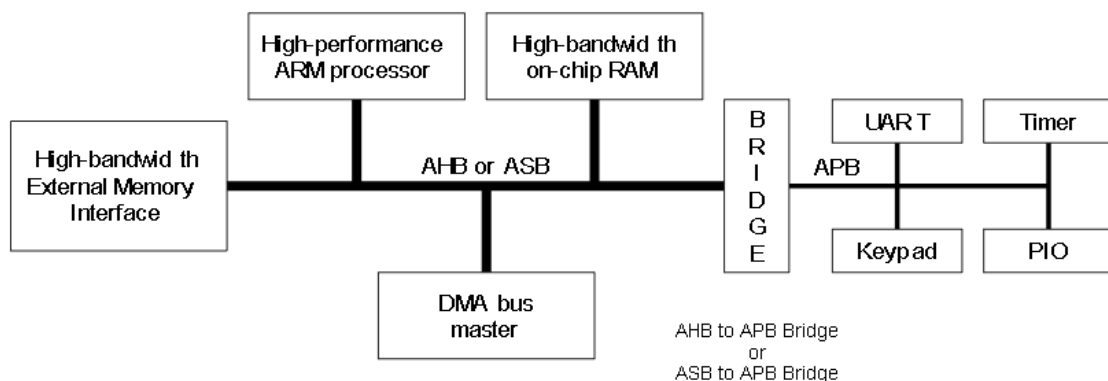 High-performance
ARM processor
High-bandwid th
on-chip RAM
High-bandwid th
External Memory
Interface
AHB or ASB
DMA bus
master
B
R
I
D
G
E
APB
UART
Timer
Keypad
PIO
AHB to APB Bridge
or
ASB to APB Bridge